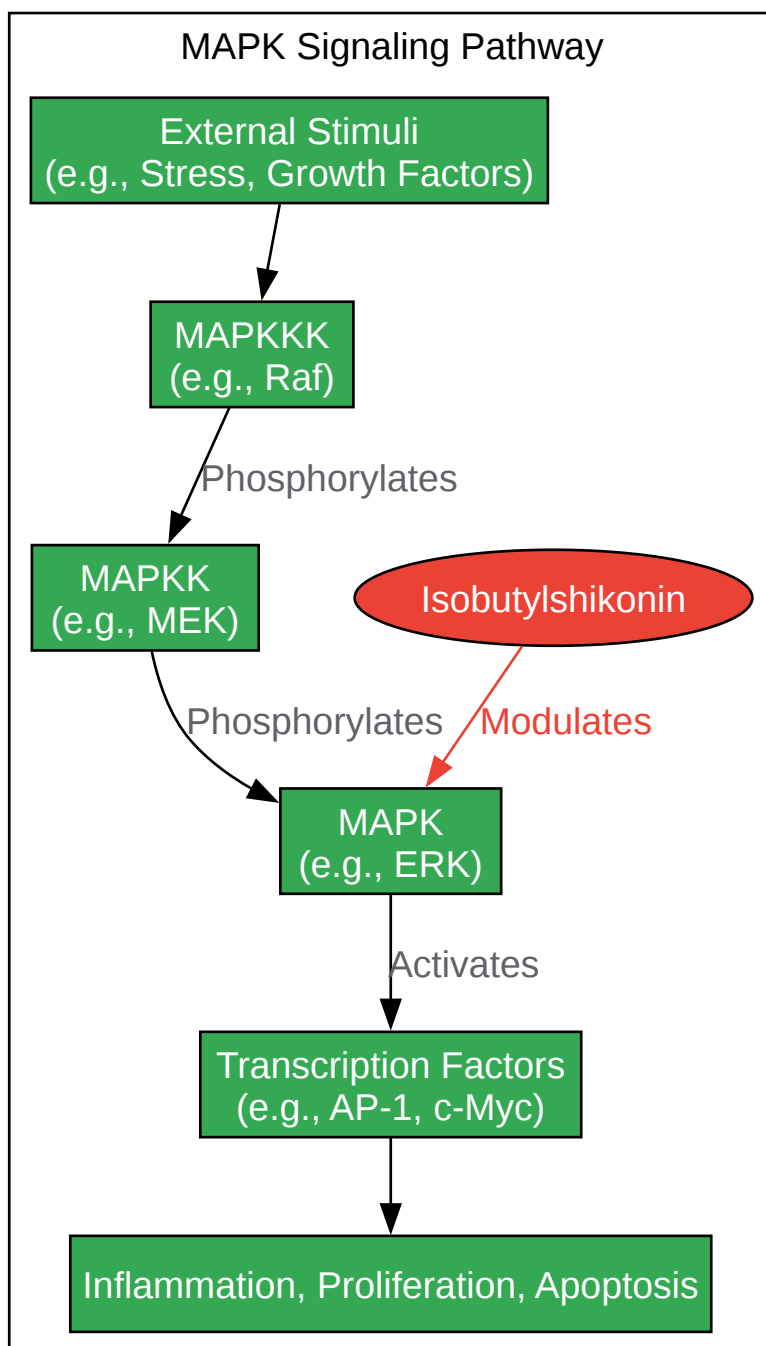 MAPK Signaling Pathway
External Stimuli
(e.g., Stress, Growth Factors)
MAPKKK
(e.g., Raf)
Phosphorylates
MAPKK
(e.g., MEK)
Isobutylshikonin
Phosphorylates
Modulates
MAPK
(e.g., ERK)
Activates
Transcription Factors
(e.g., AP-1, c-Myc)
Inflammation, Proliferation, Apoptosis